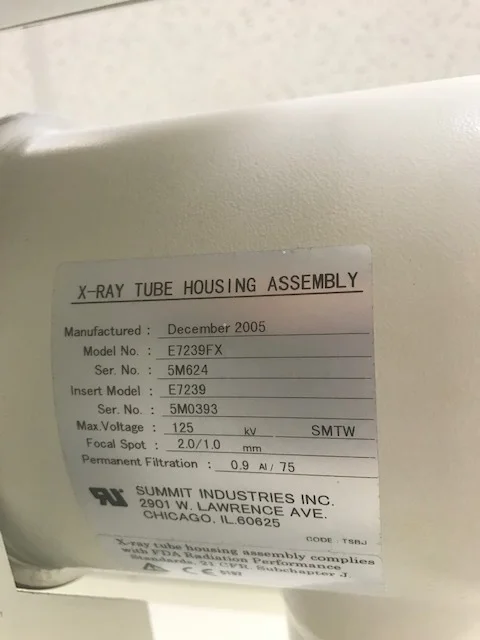 X-RAY TUBE HOUSING ASSEMBLY
Manufactured : December 2005
Model No. : E7239FX
Ser. No. : 5M624
Insert Model : E7239
Ser. No. : 5M0393
Max.Voltage : 125 kV SMTW
Focal Spot : 2.0/1.0 mm
Permanent Filtration : 0.9 Al/ 75
SUMMIT INDUSTRIES INC.
2901 W. LAWRENCE AVE.
CHICAGO, IL.60625
CODE : TSRJ
X-ray tube housing assembly complies
with FDA Radiation Performance
Standards, 21 CFR, Subchapter J.
CE